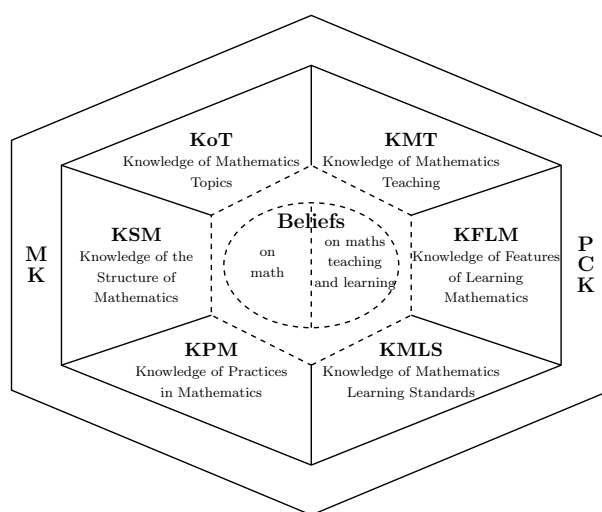 KoT
Knowledge of Mathematics
Topics
KMT
Knowledge of Mathematics
Teaching
M
K
KSM
Knowledge of the
Structure of
Mathematics
Beliefs
on
math
on maths
teaching
and learning
KFLM
Knowledge of Features
of Learning
Mathematics
P
C
K
KPM
Knowledge of Practices
in Mathematics
KMLS
Knowledge of Mathematics
Learning Standards